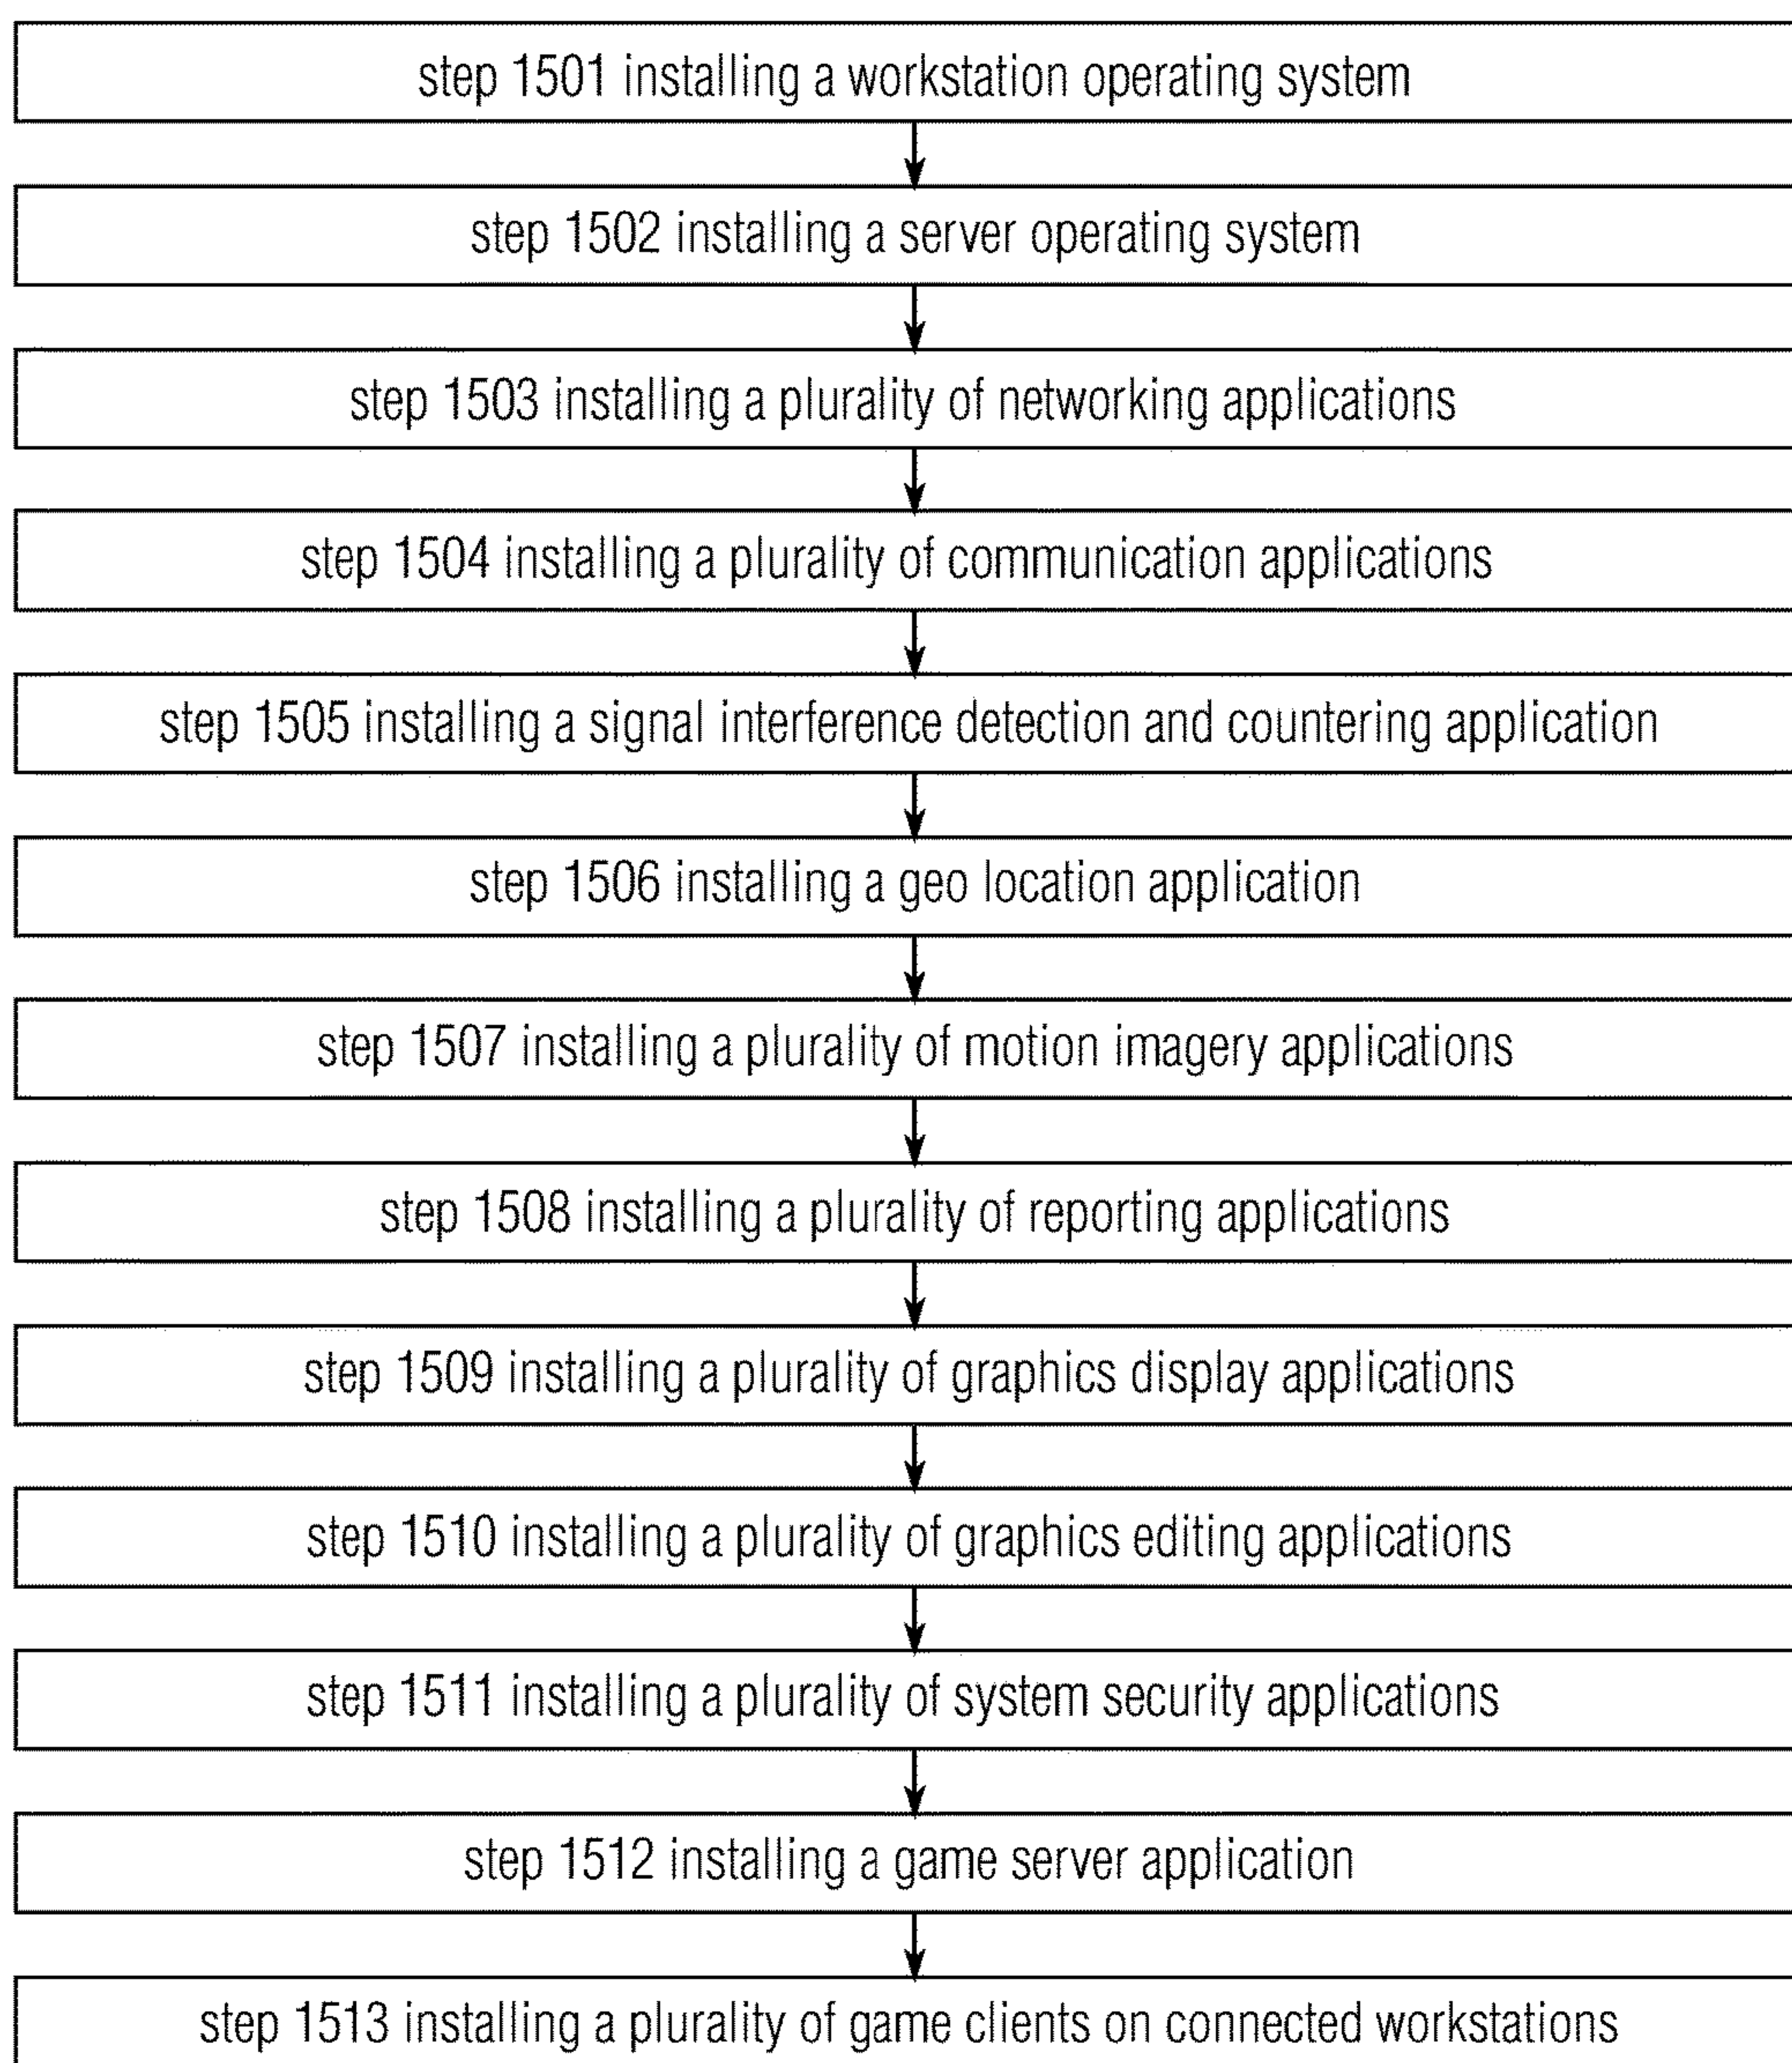 step 1501 installing a workstation operating system
step 1502 installing a server operating system
step 1503 installing a plurality of networking applications
step 1504 installing a plurality of communication applications
step 1505 installing a signal interference detection and countering application
step 1506 installing a geo location application
step 1507 installing a plurality of motion imagery applications
step 1508 installing a plurality of reporting applications
step 1509 installing a plurality of graphics display applications
step 1510 installing a plurality of graphics editing applications
step 1511 installing a plurality of system security applications
step 1512 installing a game server application
step 1513 installing a plurality of game clients on connected workstations